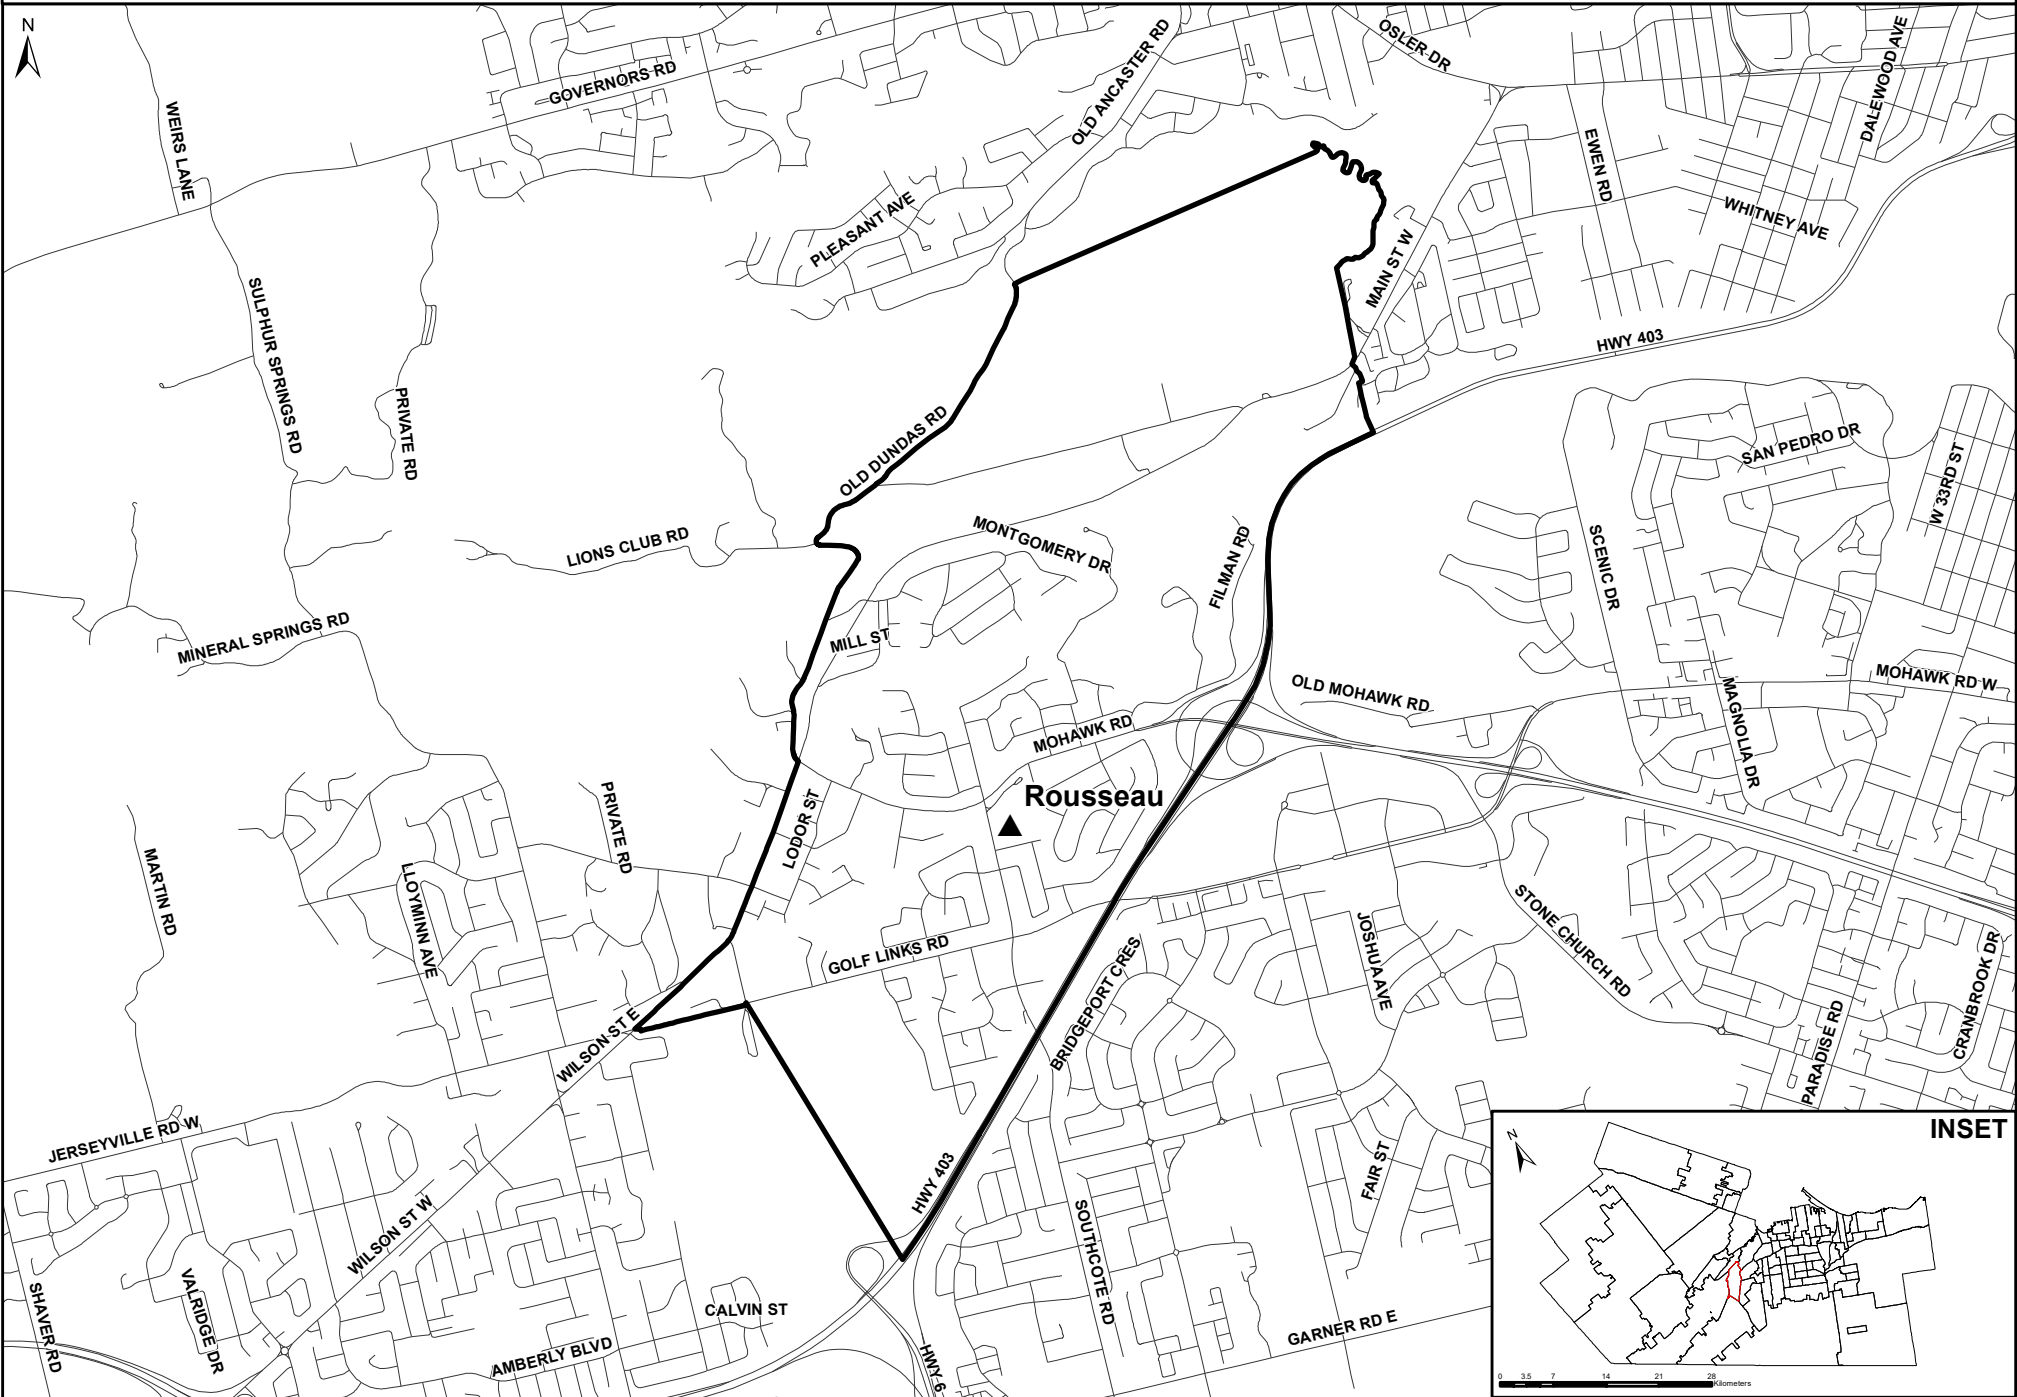 N
OSLER DR
DALEWOOD AVE
OLD ANCASTER RD
GOVERNORS RD
WEIRS LANE
EWEN RD
WHITNEY AVE
PLEASANT AVE
MAIN ST W
SULPHUR SPRINGS RD
HWY 403
PRIVATE RD
OLD DUNDAS RD
SAN PEDRO DR
W 33RD ST
LIONS CLUB RD
MONTGOMERY DR
FILMAN RD
SCENIC DR
MINERAL SPRINGS RD
MILL ST
MOHAWK RD W
OLD MOHAWK RD
MAGNOLIA DR
MOHAWK RD
Rousseau
PRIVATE RD
LODOR ST
MARTIN RD
LLOYMINN AVE
STONE CHURCH RD
JOSHUA AVE
GOLF LINKS RD
BRIDGEPORT CRES
CRANBROOK DR
PARADISE RD
WILSON ST E
JERSEYVILLE RD W
HWY 403
FAIR ST
WILSON ST W
SOUTHCOTE RD
SHAVER RD
VALRIDGE DR
CALVIN ST
AMBERLY BLVD
HWY 6
GARNER RD E
INSET
N
0 3.5 7 14 21 28
Kilometers